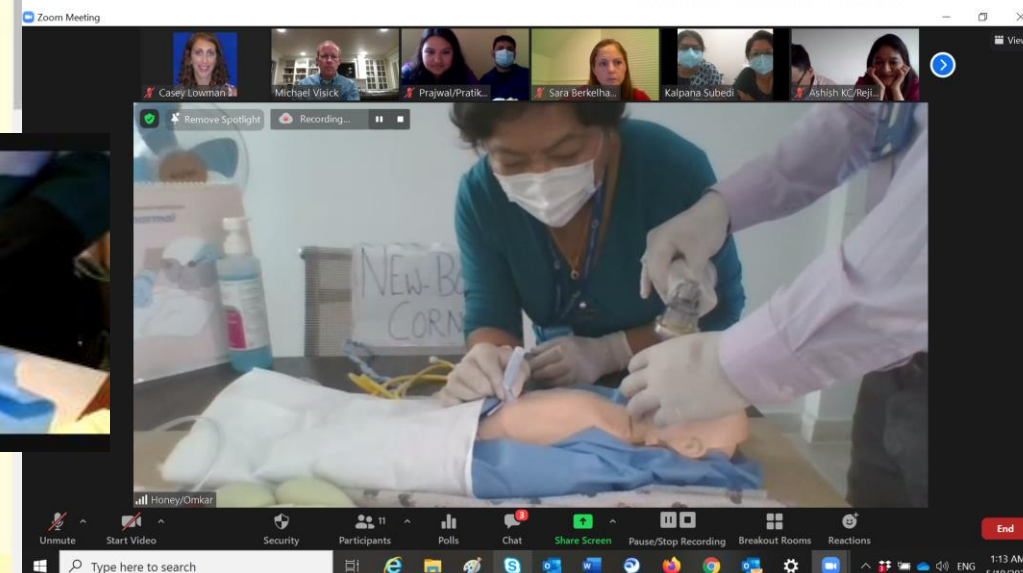 Zoom Meeting
View
Casey Lowman
Michael Visick
Prajwal/Pratik...
Sara Berkelha...
Kalpana Subedi
Ashish KC/Reji...
Remove Spotlight
Recording...
normal
NEW-BO
CORN
Honey/Omkar
Unmute
Start Video
Security
11
Participants
Polls
3
Chat
Share Screen
Pause/Stop Recording
Breakout Rooms
Reactions
End
Type here to search
ENG
1:13 AM